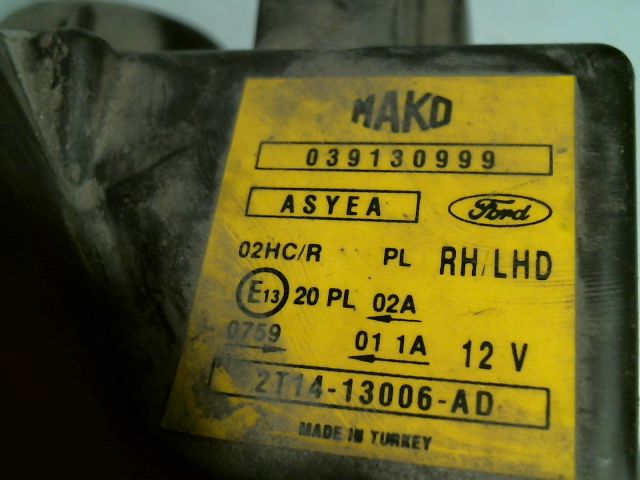 MAKO
039130999
ASYEA Ford
02HC/R PL RH/LHD
E13 20 PL 02A
0759 01 1A 12 V
2T14-13006-AD
MADE IN TURKEY